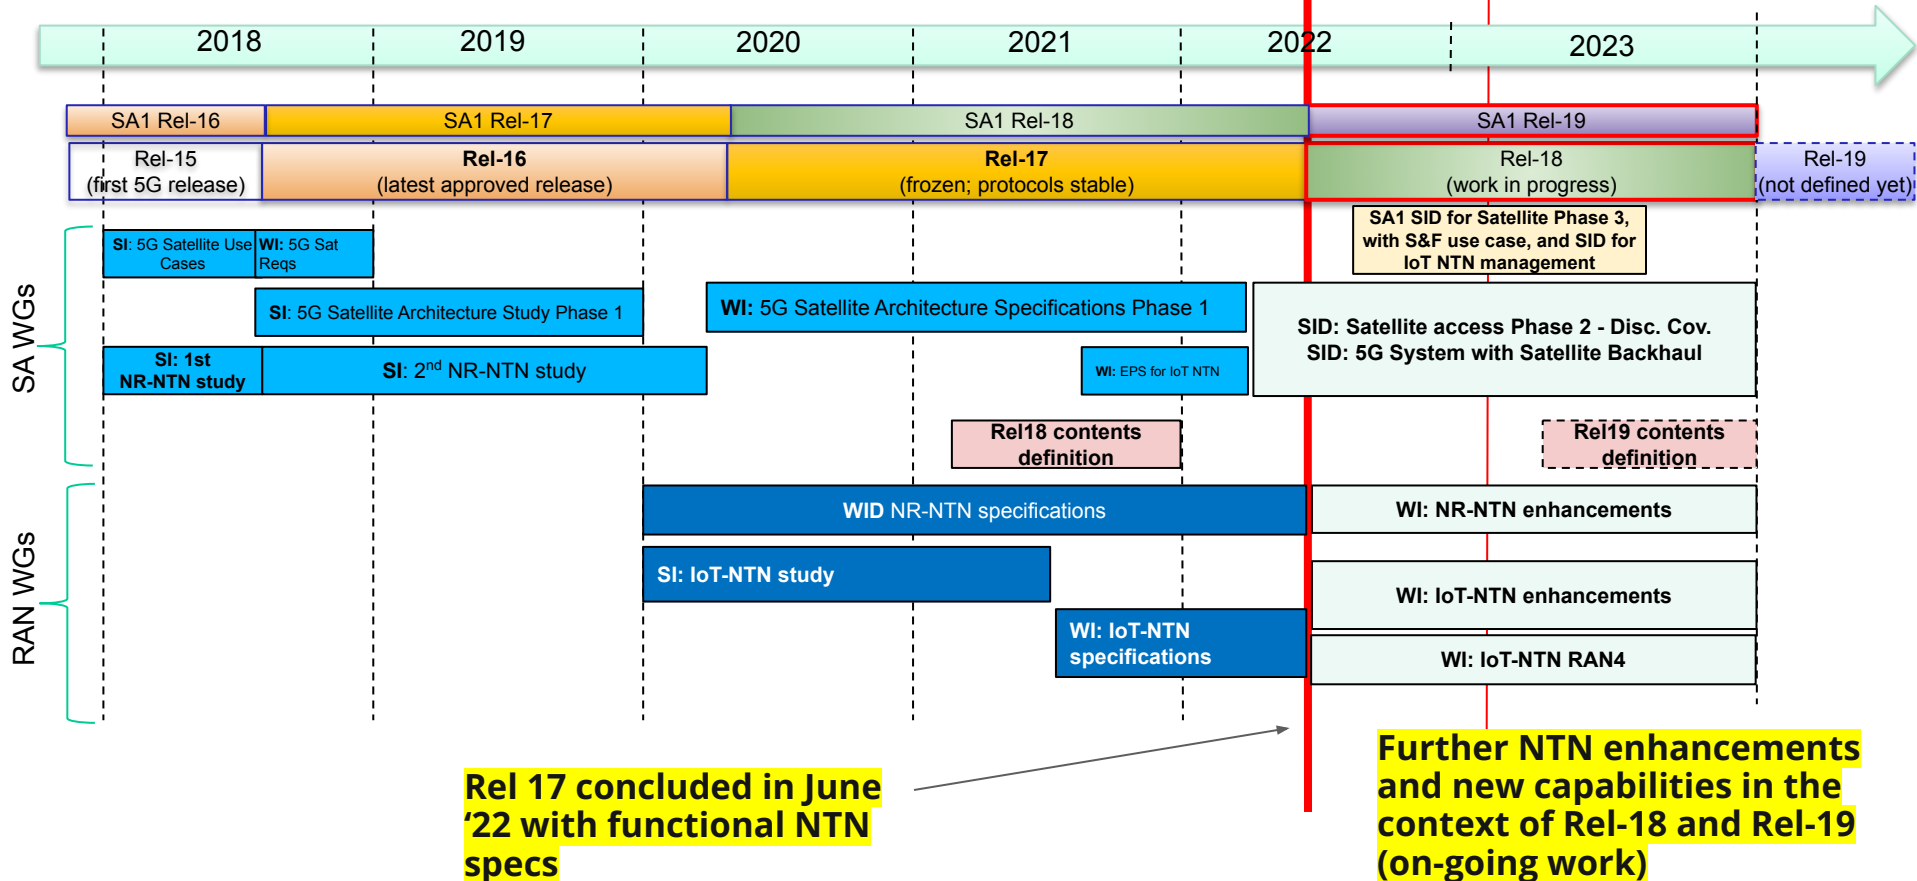 2018
2019
2020
2021
2022
2023
SA1 Rel-16
SA1 Rel-17
SA1 Rel-18
SA1 Rel-19
Rel-15
(first 5G release)
Rel-16
(latest approved release)
Rel-17
(frozen; protocols stable)
Rel-18
(work in progress)
Rel-19
(not defined yet)
SA WGs
SA1 SID for Satellite Phase 3,
with S&F use case, and SID for
IoT NTN management
SI: 5G Satellite Use
Cases
WI: 5G Sat
Reqs
SI: 5G Satellite Architecture Study Phase 1
WI: 5G Satellite Architecture Specifications Phase 1
SID: Satellite access Phase 2 - Disc. Cov.
SID: 5G System with Satellite Backhaul
SI: 1st
NR-NTN study
SI: 2nd NR-NTN study
WI: EPS for IoT NTN
Rel18 contents
definition
Rel19 contents
definition
RAN WGs
WID NR-NTN specifications
WI: NR-NTN enhancements
SI: IoT-NTN study
WI: IoT-NTN enhancements
WI: IoT-NTN
specifications
WI: IoT-NTN RAN4
Rel 17 concluded in June
‘22 with functional NTN
specs
Further NTN enhancements
and new capabilities in the
context of Rel-18 and Rel-19
(on-going work)